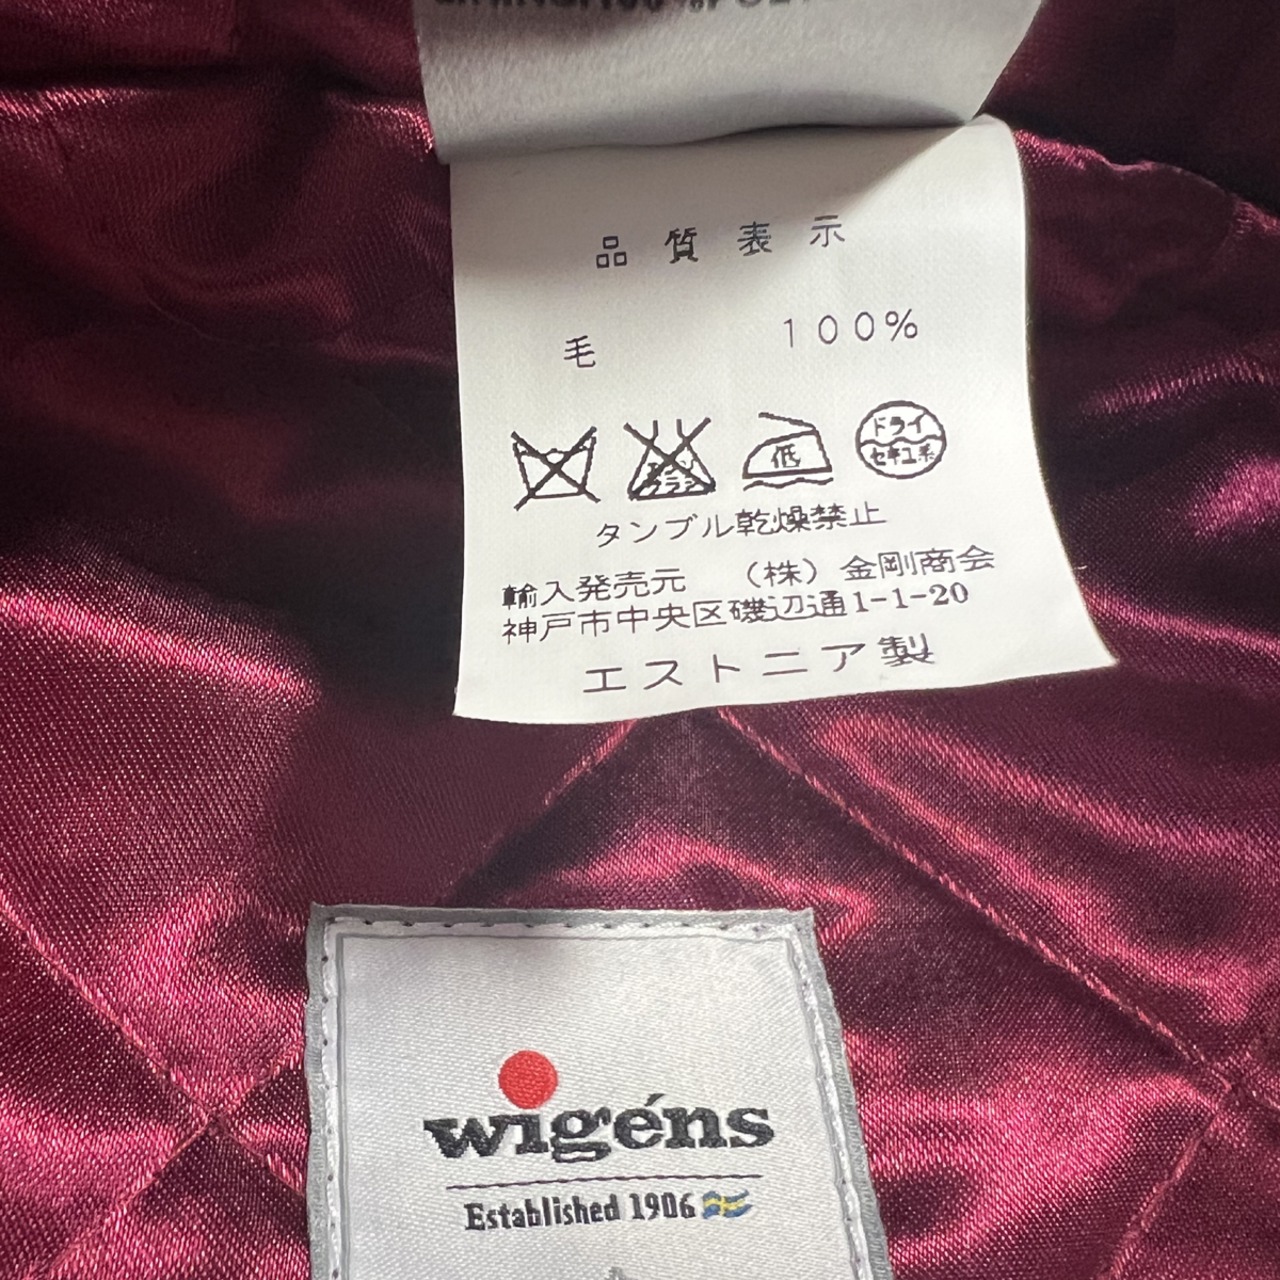 品質表示
毛 100%
低
ドライ
セキユ系
タンブル乾燥禁止
輸入発売元 (株) 金剛商会
神戸市中央区磯辺通1-1-20
エストニア製
wigéns
Established 1906